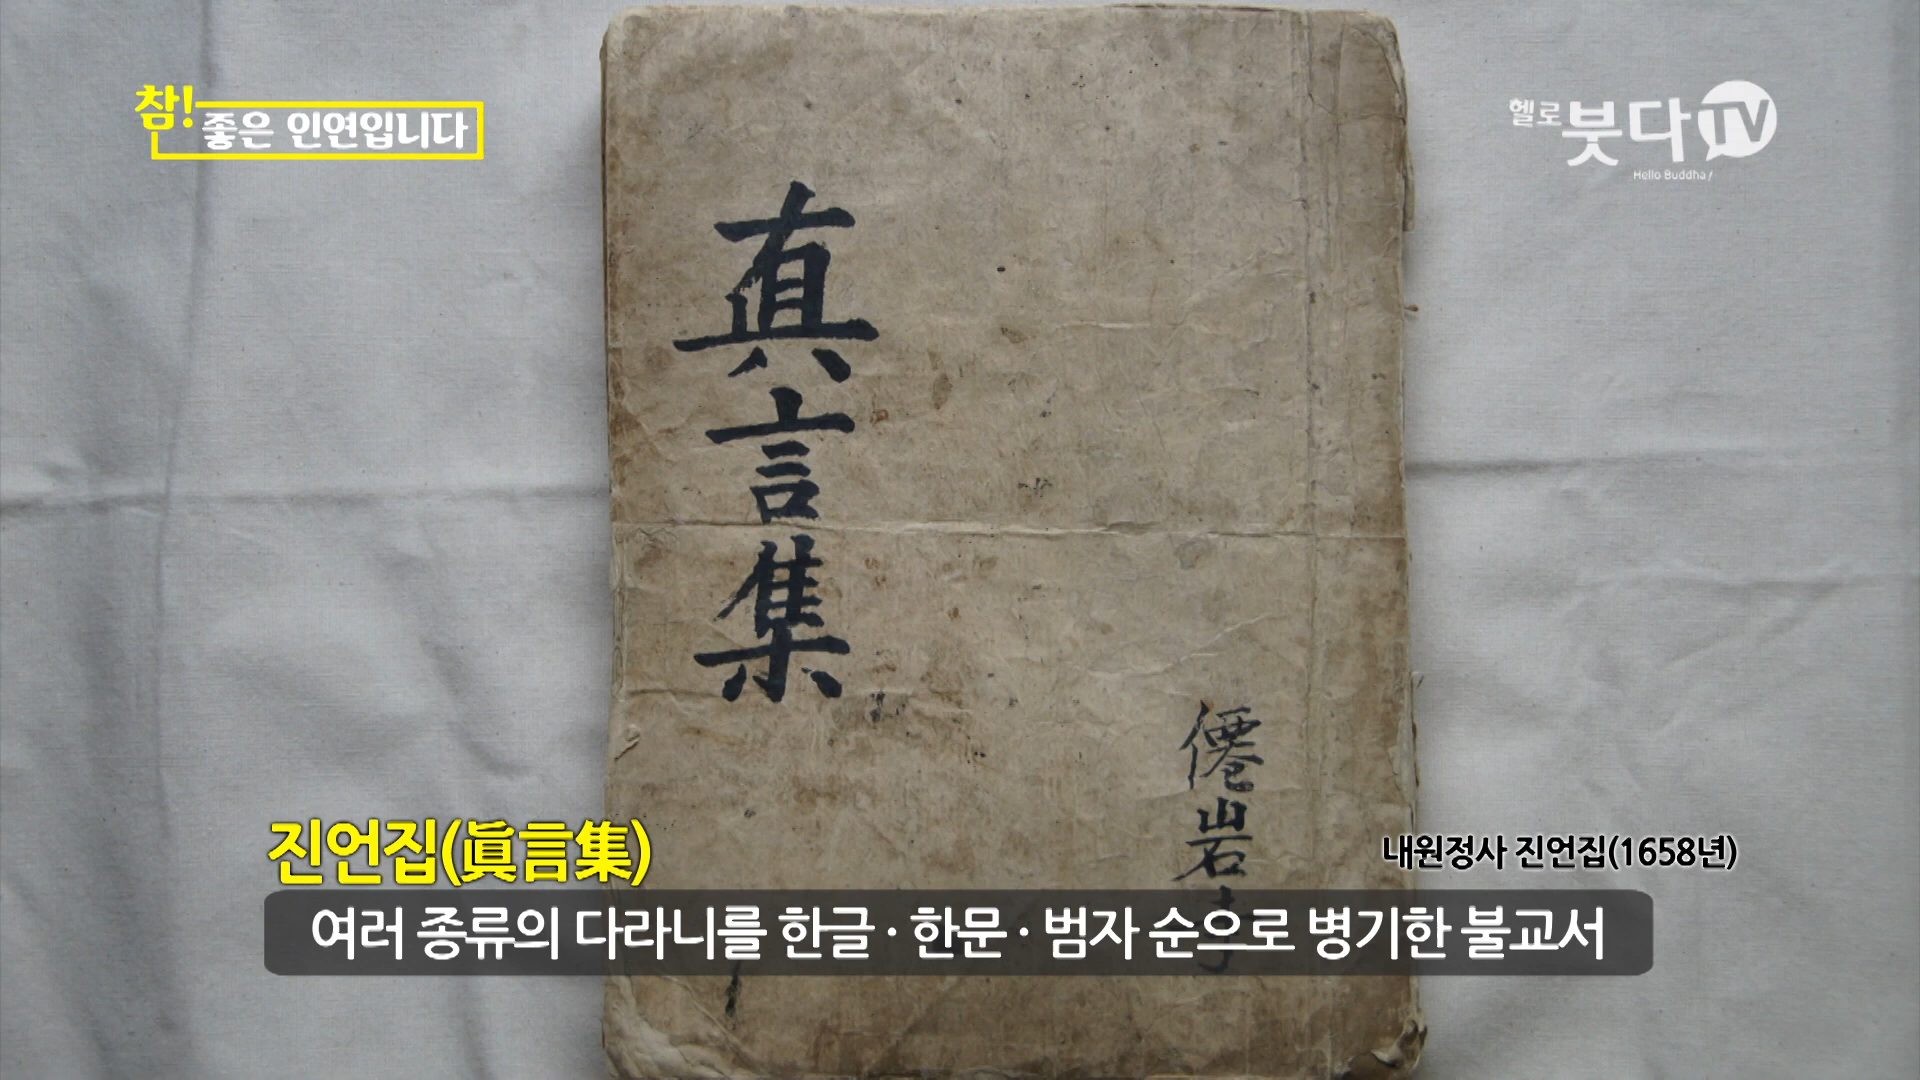 참!
좋은 인연입니다
헬로붓다TV
Hello Buddha!
眞言集
僊岩寺
진언집(眞言集)
내원정사 진언집(1658년)
여러 종류의 다라니를 한글·한문·범자 순으로 병기한 불교서